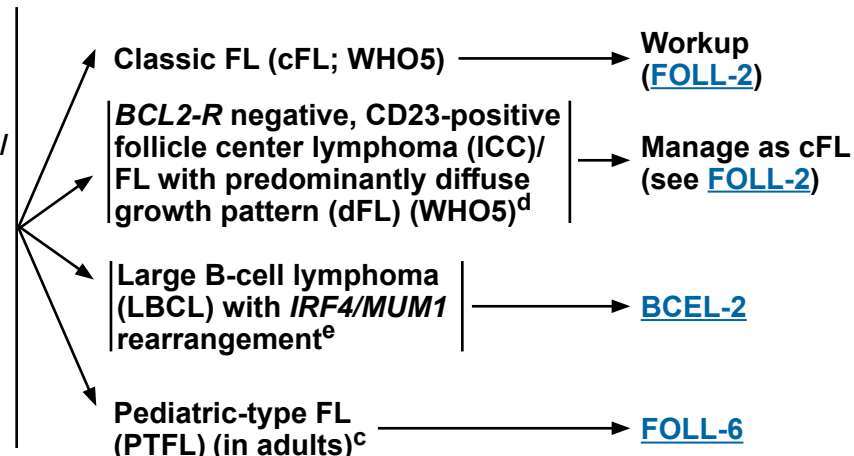 Classic FL (cFL; WHO5)
Workup
(FOLL-2)
/
BCL2-R negative, CD23-positive
follicle center lymphoma (ICC)/
FL with predominantly diffuse
growth pattern (dFL) (WHO5)d
Manage as cFL
(see FOLL-2)
Large B-cell lymphoma
(LBCL) with IRF4/MUM1
rearrangemente
BCEL-2
Pediatric-type FL
(PTFL) (in adults)c
FOLL-6